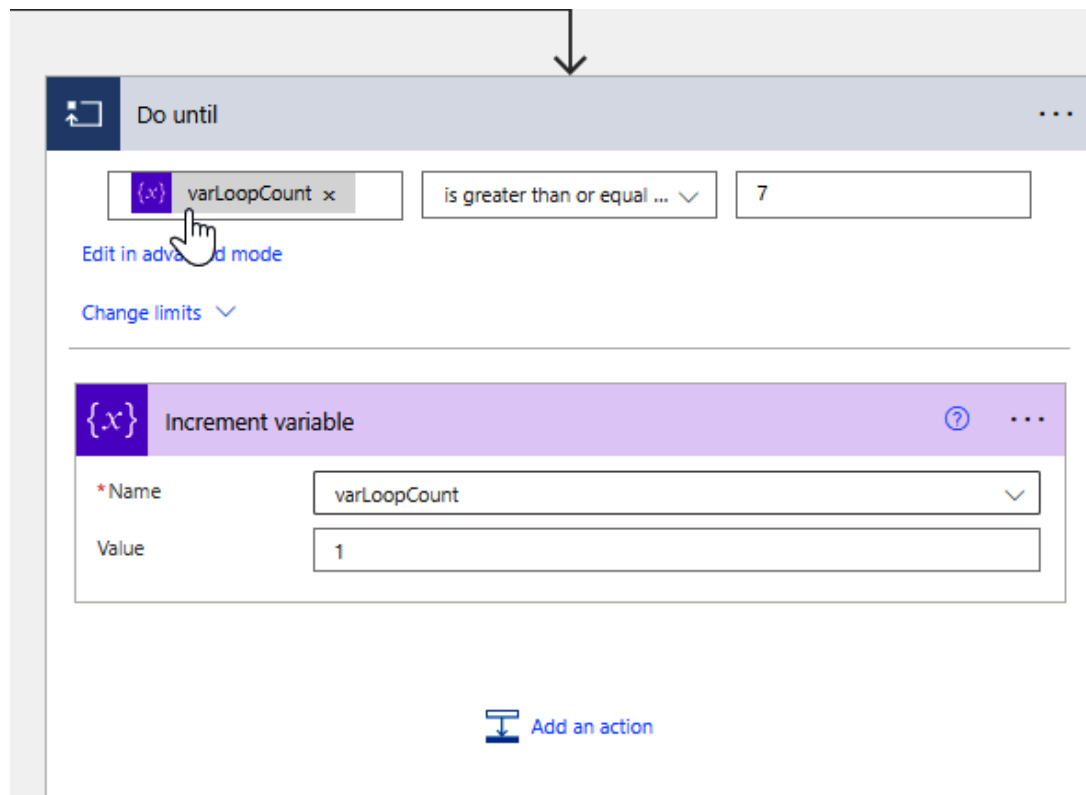 Do until
{x} varLoopCount × is greater than or equal ... 7
Edit in advanced mode
Change limits
{x} Increment variable ? ...
*Name varLoopCount
Value 1
Add an action